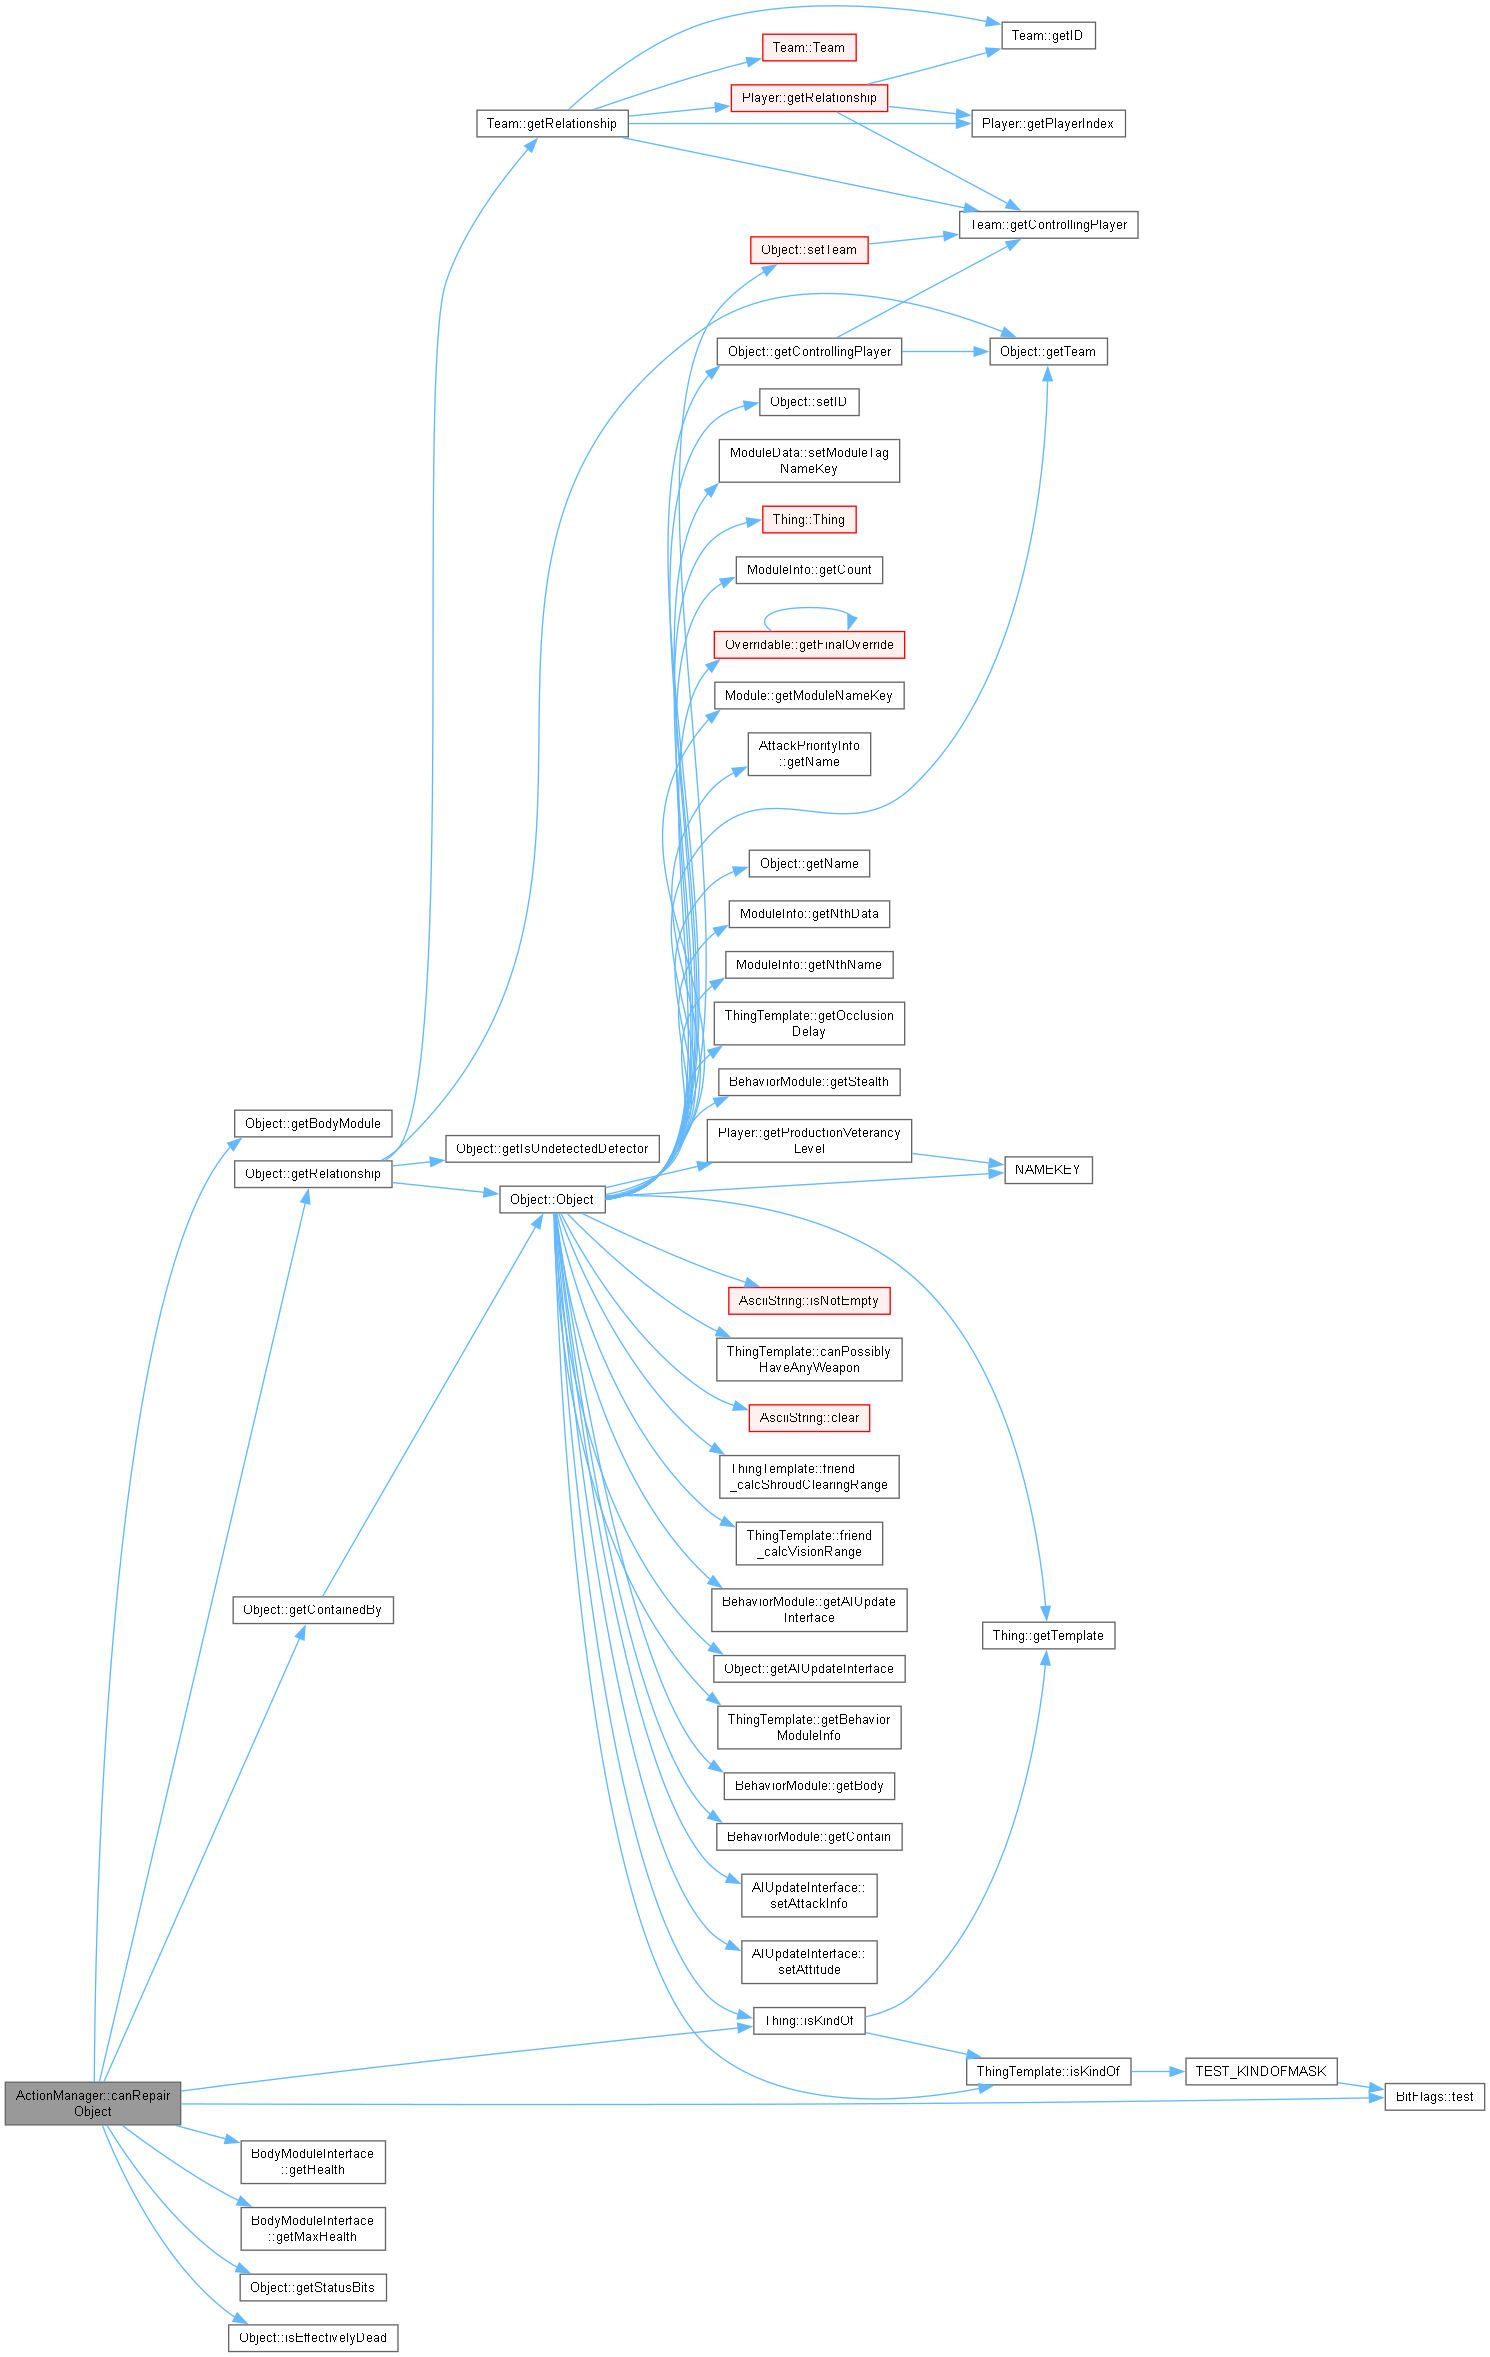 Team::getID
Team::Team
Player::getRelationship
Team::getRelationship
Player::getPlayerIndex
Team::getControllingPlayer
Object::setTeam
Object::getControllingPlayer
Object::getTeam
Object::setID
ModuleData::setModuleTag
NameKey
Thing::Thing
ModuleInfo::getCount
Overridable::getFinalOverride
Module::getModuleNameKey
AttackPriorityInfo
::getName
Object::getName
ModuleInfo::getNthData
ModuleInfo::getNthName
ThingTemplate::getOcclusion
Delay
BehaviorModule::getStealth
Object::getBodyModule
Player::getProductionVeterancy
Level
Object::getIsUndetectedDefector
Object::getRelationship
NAMEKEY
Object::Object
AsciiString::isNotEmpty
ThingTemplate::canPossibly
HaveAnyWeapon
AsciiString::clear
ThingTemplate::friend
_calcShroudClearingRange
ThingTemplate::friend
_calcVisionRange
BehaviorModule::getAIUpdate
Interface
Object::getContainedBy
Thing::getTemplate
Object::getAIUpdateInterface
ThingTemplate::getBehavior
ModuleInfo
BehaviorModule::getBody
BehaviorModule::getContain
AIUpdateInterface::
setAttackInfo
AIUpdateInterface::
setAttitude
Thing::isKindOf
ThingTemplate::isKindOf
TEST_KINDOFMASK
BitFlags::test
ActionManager::canRepair
Object
BodyModuleInterface
::getHealth
BodyModuleInterface
::getMaxHealth
Object::getStatusBits
Object::isEffectivelyDead